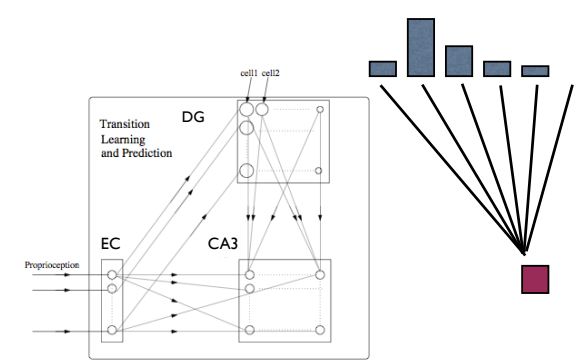 cell1 cell2
DG
Transition
Learning
and Prediction
EC
CA3
Proprioception